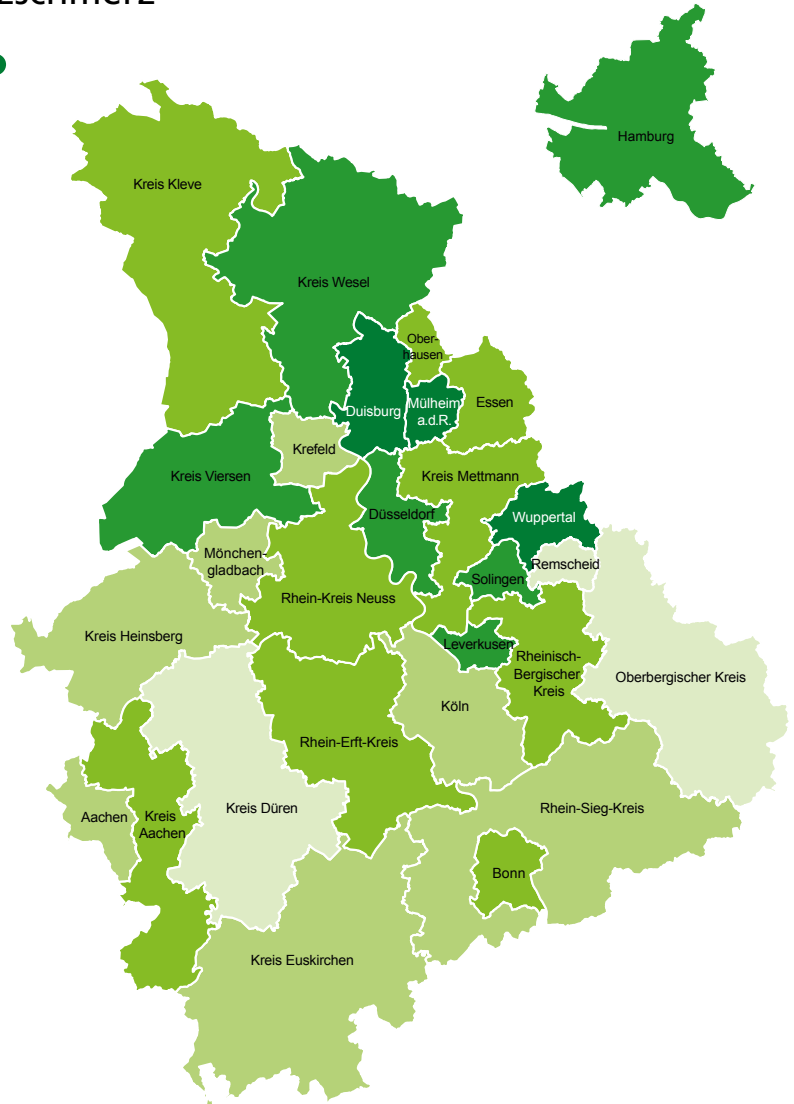 Hamburg
Kreis Kleve
Kreis Wesel
Ober-
hausen
Duisburg
Mülheim
a.d.R.
Essen
Krefeld
Kreis Viersen
Kreis Mettmann
Düsseldorf
Wuppertal
Mönchen-
gladbach
Remscheid
Solingen
Rhein-Kreis Neuss
Kreis Heinsberg
Leverkusen
Rheinisch-
Bergischer
Kreis
Oberbergischer Kreis
Köln
Rhein-Erft-Kreis
Kreis Düren
Rhein-Sieg-Kreis
Aachen
Kreis
Aachen
Bonn
Kreis Euskirchen